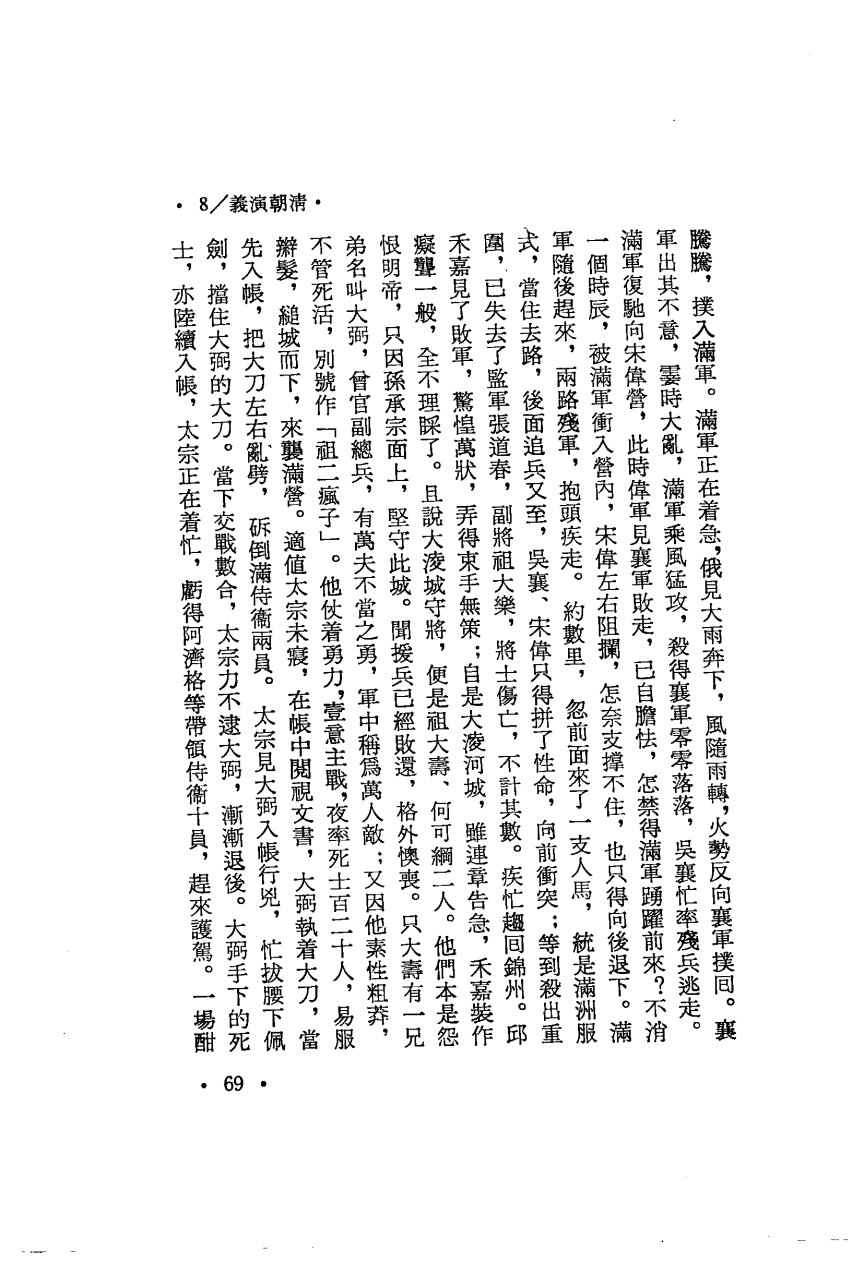 •清朝演義／8•
騰騰，撲入滿軍。滿軍正在着急，俄見大雨奔下，風隨雨轉，火勢反向襄軍撲回。襄
軍出其不意，霎時大亂，滿軍乘風猛攻，殺得襄軍零零落落，吳襄忙率殘兵逃走。
滿軍復馳向宋偉營，此時偉軍見襄軍敗走，已自膽怯，怎禁得滿軍踴躍前來？不消
一個時辰，被滿軍衝入營內，宋偉左右阻攔，怎奈支撐不住，也只得向後退下。滿
軍隨後趕來，兩路殘軍，抱頭疾走。約數里，忽前面來了一支人馬，統是滿洲服
式，當住去路，後面追兵又至，吳襄、宋偉只得拼了性命，向前衝突；等到殺出重
圍，已失去了監軍張道春，副將祖大樂，將士傷亡，不計其數。疾忙趨回錦州。邱
禾嘉見了敗軍，驚惶萬狀，弄得束手無策；自是大淩河城，雖連章告急，禾嘉裝作
癡聾一般，全不理睬了。且說大淩城守將，便是祖大壽、何可綱二人。他們本是怨
恨明帝，只因孫承宗面上，堅守此城。聞援兵已經敗還，格外懊喪。只大壽有一兄
弟名叫大弼，曾官副總兵，有萬夫不當之勇，軍中稱爲萬人敵；又因他素性粗莽，
不管死活，別號作「祖二瘋子」。他仗着勇力，壹意主戰，夜率死士百二十人，易服
辮髮，縋城而下，來襲滿營。適值太宗未寢，在帳中閱視文書，大弼執着大刀，當
先入帳，把大刀左右亂劈，斫倒滿侍衞兩員。太宗見大弼入帳行兇，忙拔腰下佩
劍，擋住大弼的大刀。當下交戰數合，太宗力不逮大弼，漸漸退後。大弼手下的死
士，亦陸續入帳，太宗正在着忙，虧得阿濟格等帶領侍衞十員，趕來護駕。一場酣
•69•